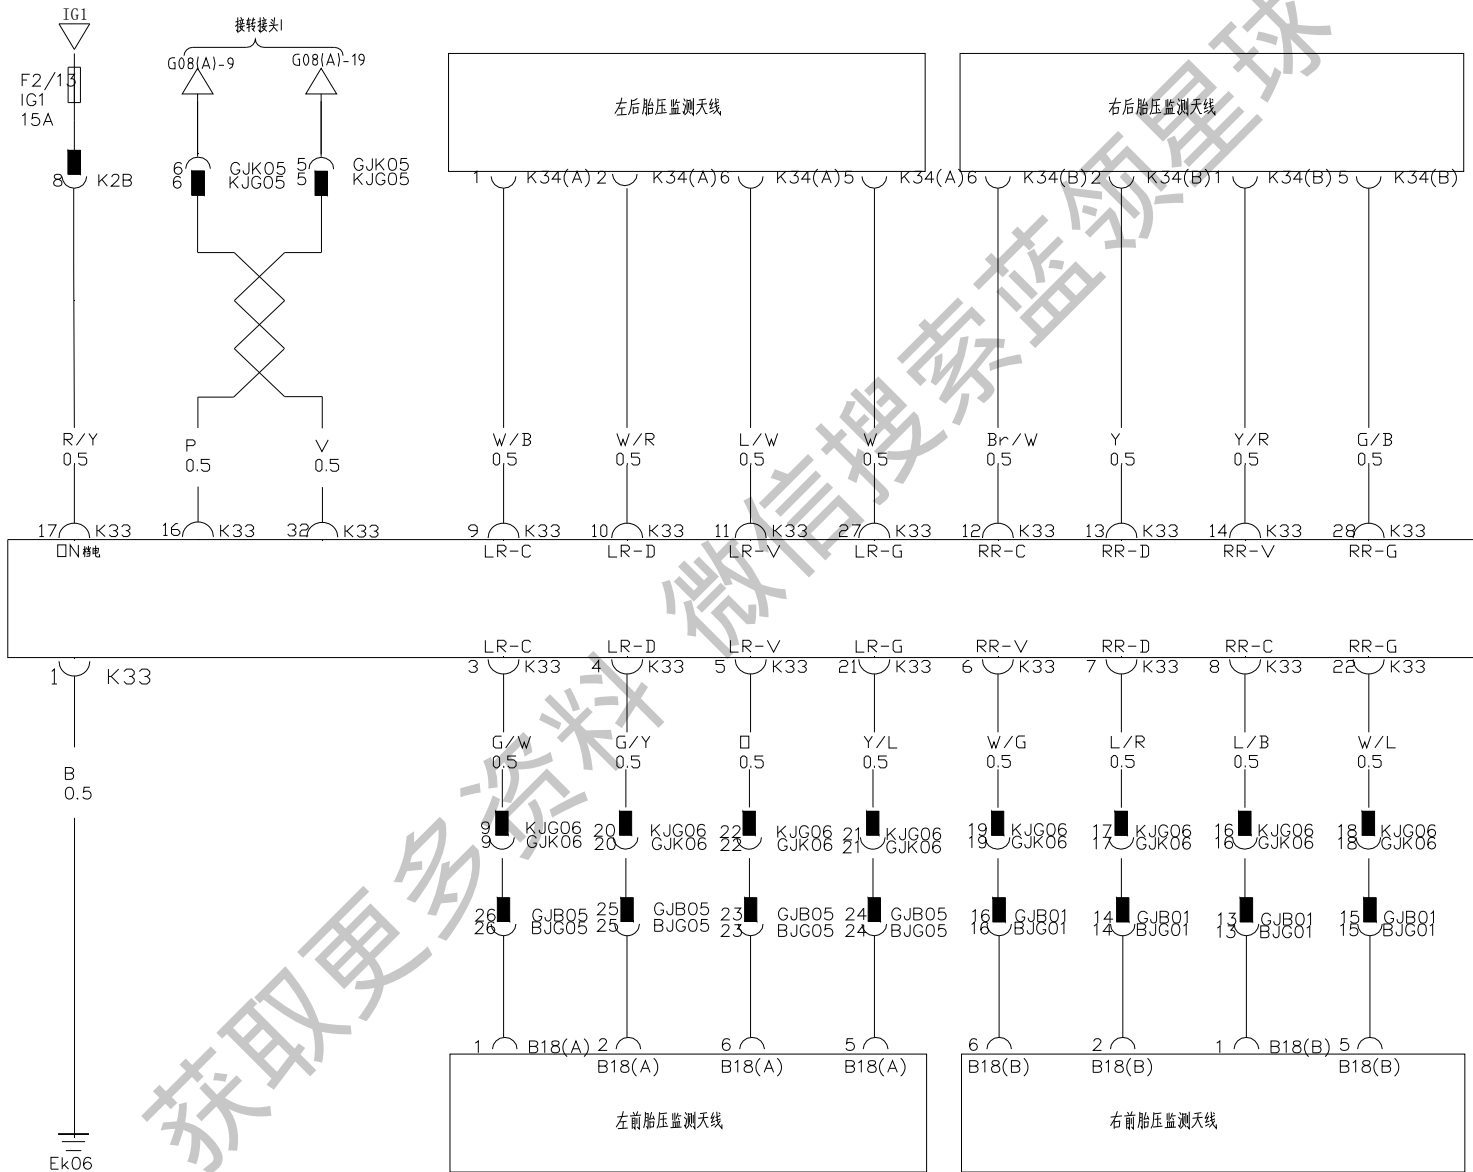 IG1
接转接头I
G08(A)-9 G08(A)-19
F2/13
IG1
15A
左后胎压监测天线 右后胎压监测天线
8 K2B
6 GJK05 5 GJK05
6 KJG05 5 KJG05
1 K34(A) 2 K34(A) 6 K34(A) 5 K34(A) 6 K34(B) 2 K34(B) 1 K34(B) 5 K34(B)
R/Y P V W/B W/R L/W W Br/W Y Y/R G/B
0.5 0.5 0.5 0.5 0.5 0.5 0.5 0.5 0.5 0.5 0.5
17 K33 16 K33 32 K33 9 K33 10 K33 11 K33 27 K33 12 K33 13 K33 14 K33 28 K33
ON档电 LR-C LR-D LR-V LR-G RR-C RR-D RR-V RR-G
LR-C LR-D LR-V LR-G RR-V RR-D RR-C RR-G
1 K33 3 K33 4 K33 5 K33 21 K33 6 K33 7 K33 8 K33 22 K33
G/W G/Y O Y/L W/G L/R L/B W/L
0.5 0.5 0.5 0.5 0.5 0.5 0.5 0.5
B
0.5
9 KJG06 20 KJG06 22 KJG06 21 KJG06 19 KJG06 17 KJG06 16 KJG06 18 KJG06
9 GJK06 20 GJK06 22 GJK06 21 GJK06 19 GJK06 17 GJK06 16 GJK06 18 GJK06
26 GJB05 25 GJB05 23 GJB05 24 GJB05 16 GJB01 14 GJB01 13 GJB01 15 GJB01
26 BJG05 25 BJG05 23 BJG05 24 BJG05 16 BJG01 14 BJG01 13 BJG01 15 BJG01
1 B18(A) 2 6 5 6 2 1 B18(B) 5
B18(A) B18(A) B18(A) B18(B) B18(B) B18(B)
左前胎压监测天线 右前胎压监测天线
Ek06
获取更多资料 微信搜索蓝领星球